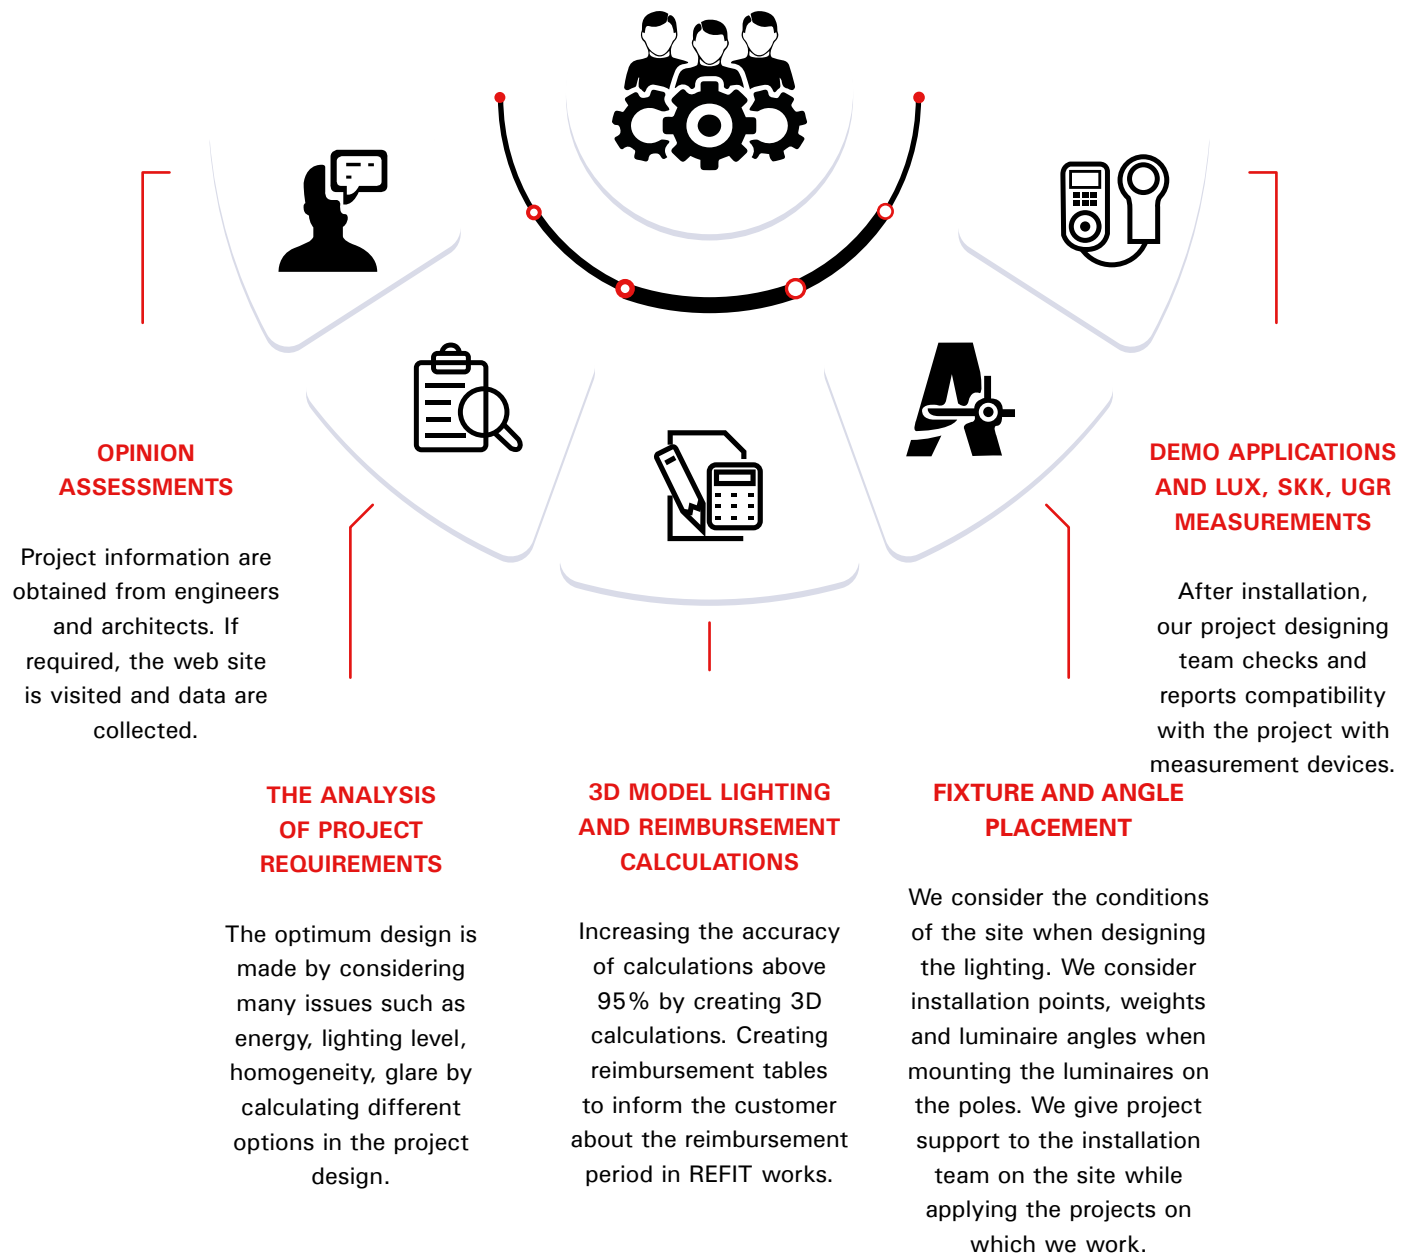 OPINION
ASSESSMENTS
Project information are
obtained from engineers
and architects. If
required, the web site
is visited and data are
collected.
THE ANALYSIS
OF PROJECT
REQUIREMENTS
The optimum design is
made by considering
many issues such as
energy, lighting level,
homogeneity, glare by
calculating different
options in the project
design.
3D MODEL LIGHTING
AND REIMBURSEMENT
CALCULATIONS
Increasing the accuracy
of calculations above
95% by creating 3D
calculations. Creating
reimbursement tables
to inform the customer
about the reimbursement
period in REFIT works.
FIXTURE AND ANGLE
PLACEMENT
We consider the conditions
of the site when designing
the lighting. We consider
installation points, weights
and luminaire angles when
mounting the luminaires on
the poles. We give project
support to the installation
team on the site while
applying the projects on
which we work.
DEMO APPLICATIONS
AND LUX, SKK, UGR
MEASUREMENTS
After installation,
our project designing
team checks and
reports compatibility
with the project with
measurement devices.